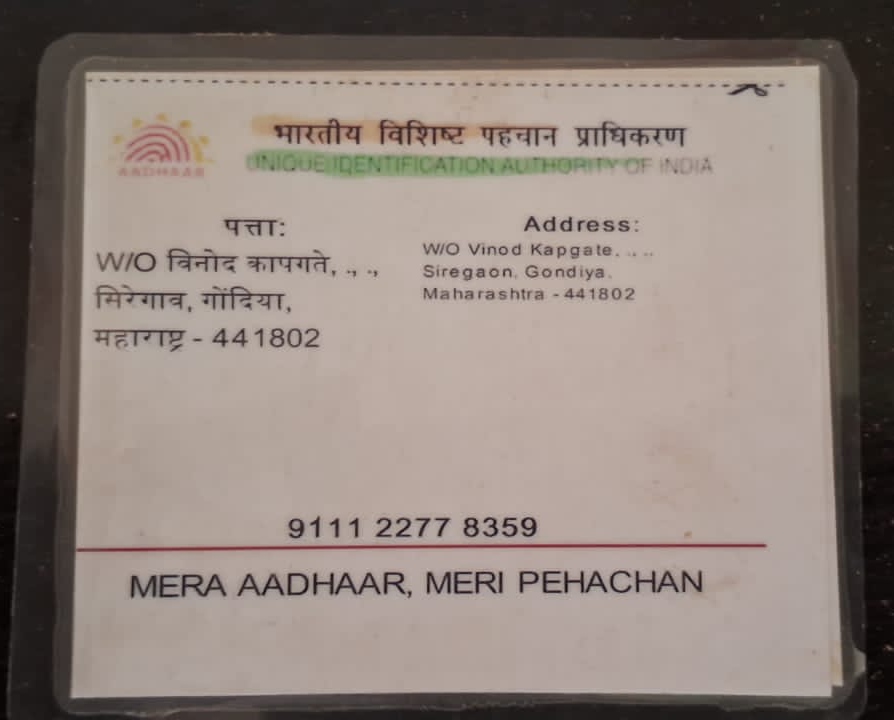 भारतीय विशिष्ट पहचान प्राधिकरण
UNIQUE IDENTIFICATION AUTHORITY OF INDIA
AADHAAR
पत्ता:
W/O विनोद कापगते, ., .,
सिरेगाव, गोंदिया,
महाराष्ट्र - 441802
Address:
W/O Vinod Kapgate, ., ..
Siregaon, Gondiya,
Maharashtra - 441802
9111 2277 8359
MERA AADHAAR, MERI PEHACHAN